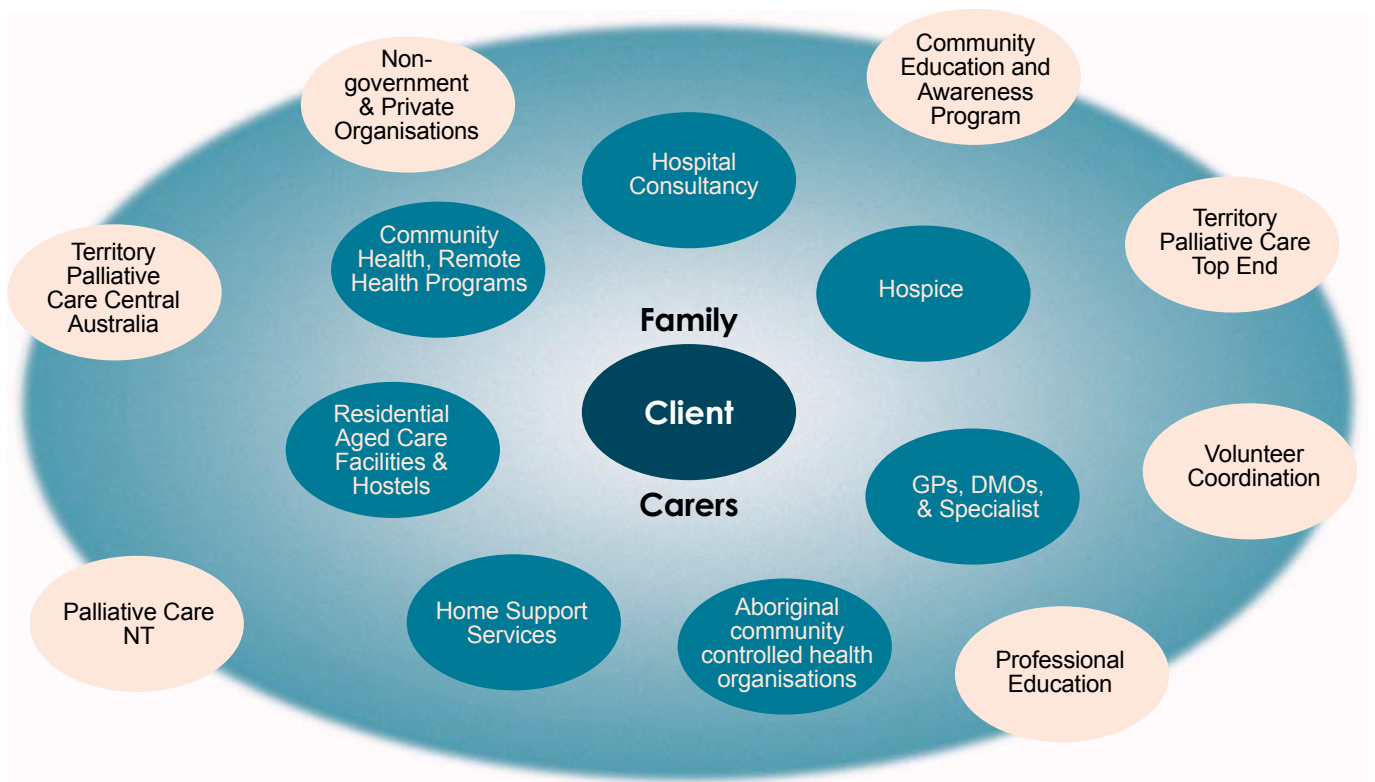 Non-
government
& Private
Organisations
Community
Education and
Awareness
Program
Hospital
Consultancy
Territory
Palliative Care
Top End
Community
Health, Remote
Health Programs
Territory
Palliative
Care Central
Australia
Hospice
Family
Client
Carers
Residential
Aged Care
Facilities &
Hostels
Volunteer
Coordination
GPs, DMOs,
& Specialist
Palliative Care
NT
Home Support
Services
Aboriginal
community
controlled health
organisations
Professional
Education